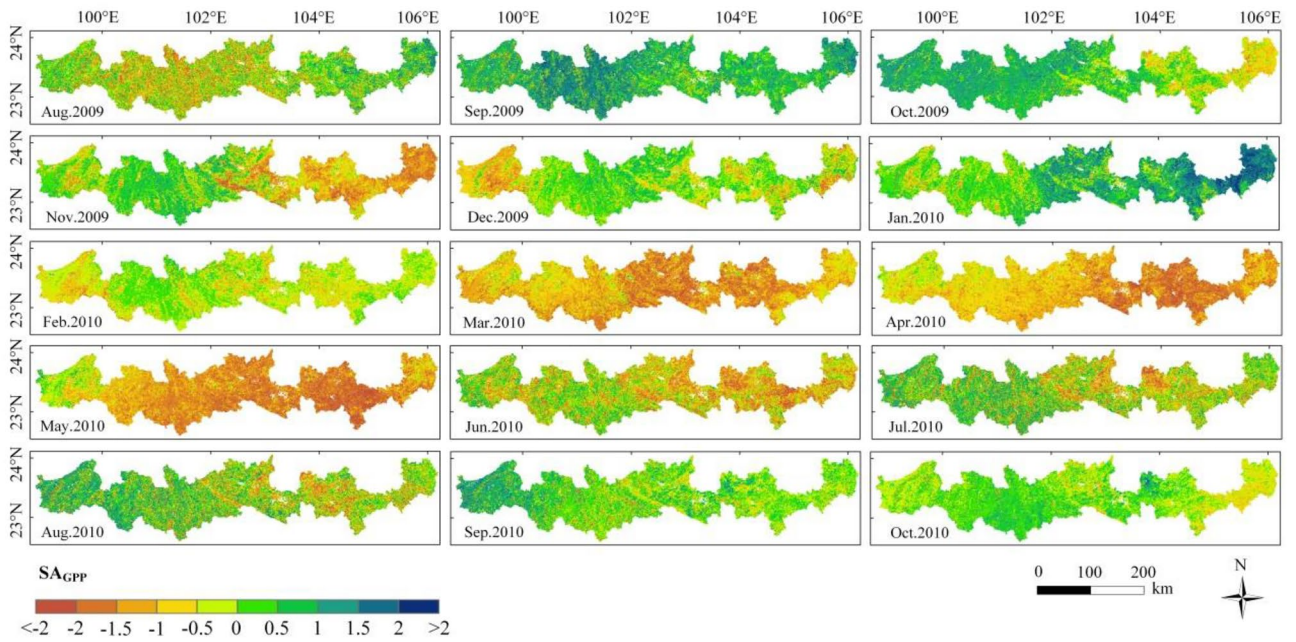 100°E 102°E 104°E 106°E 100°E 102°E 104°E 106°E 100°E 102°E 104°E 106°E
24°N
23°N
Aug.2009 Sep.2009 Oct.2009
24°N
23°N
Nov.2009 Dec.2009 Jan.2010
24°N
23°N
Feb.2010 Mar.2010 Apr.2010
24°N
23°N
May.2010 Jun.2010 Jul.2010
24°N
23°N
Aug.2010 Sep.2010 Oct.2010
SAGPP
<-2 -2 -1.5 -1 -0.5 0 0.5 1 1.5 2 >2
0 100 200
km
N